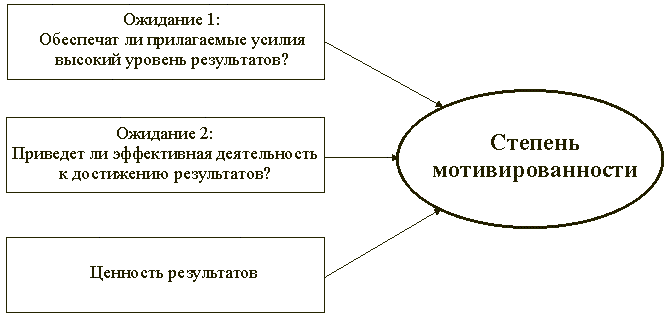 Ожидание 1:
Обеспечат ли прилагаемые усилия
высокий уровень результатов?
Ожидание 2:
Приведет ли эффективная деятельность
к достижению результатов?
Ценность результатов
Степень
мотивированности